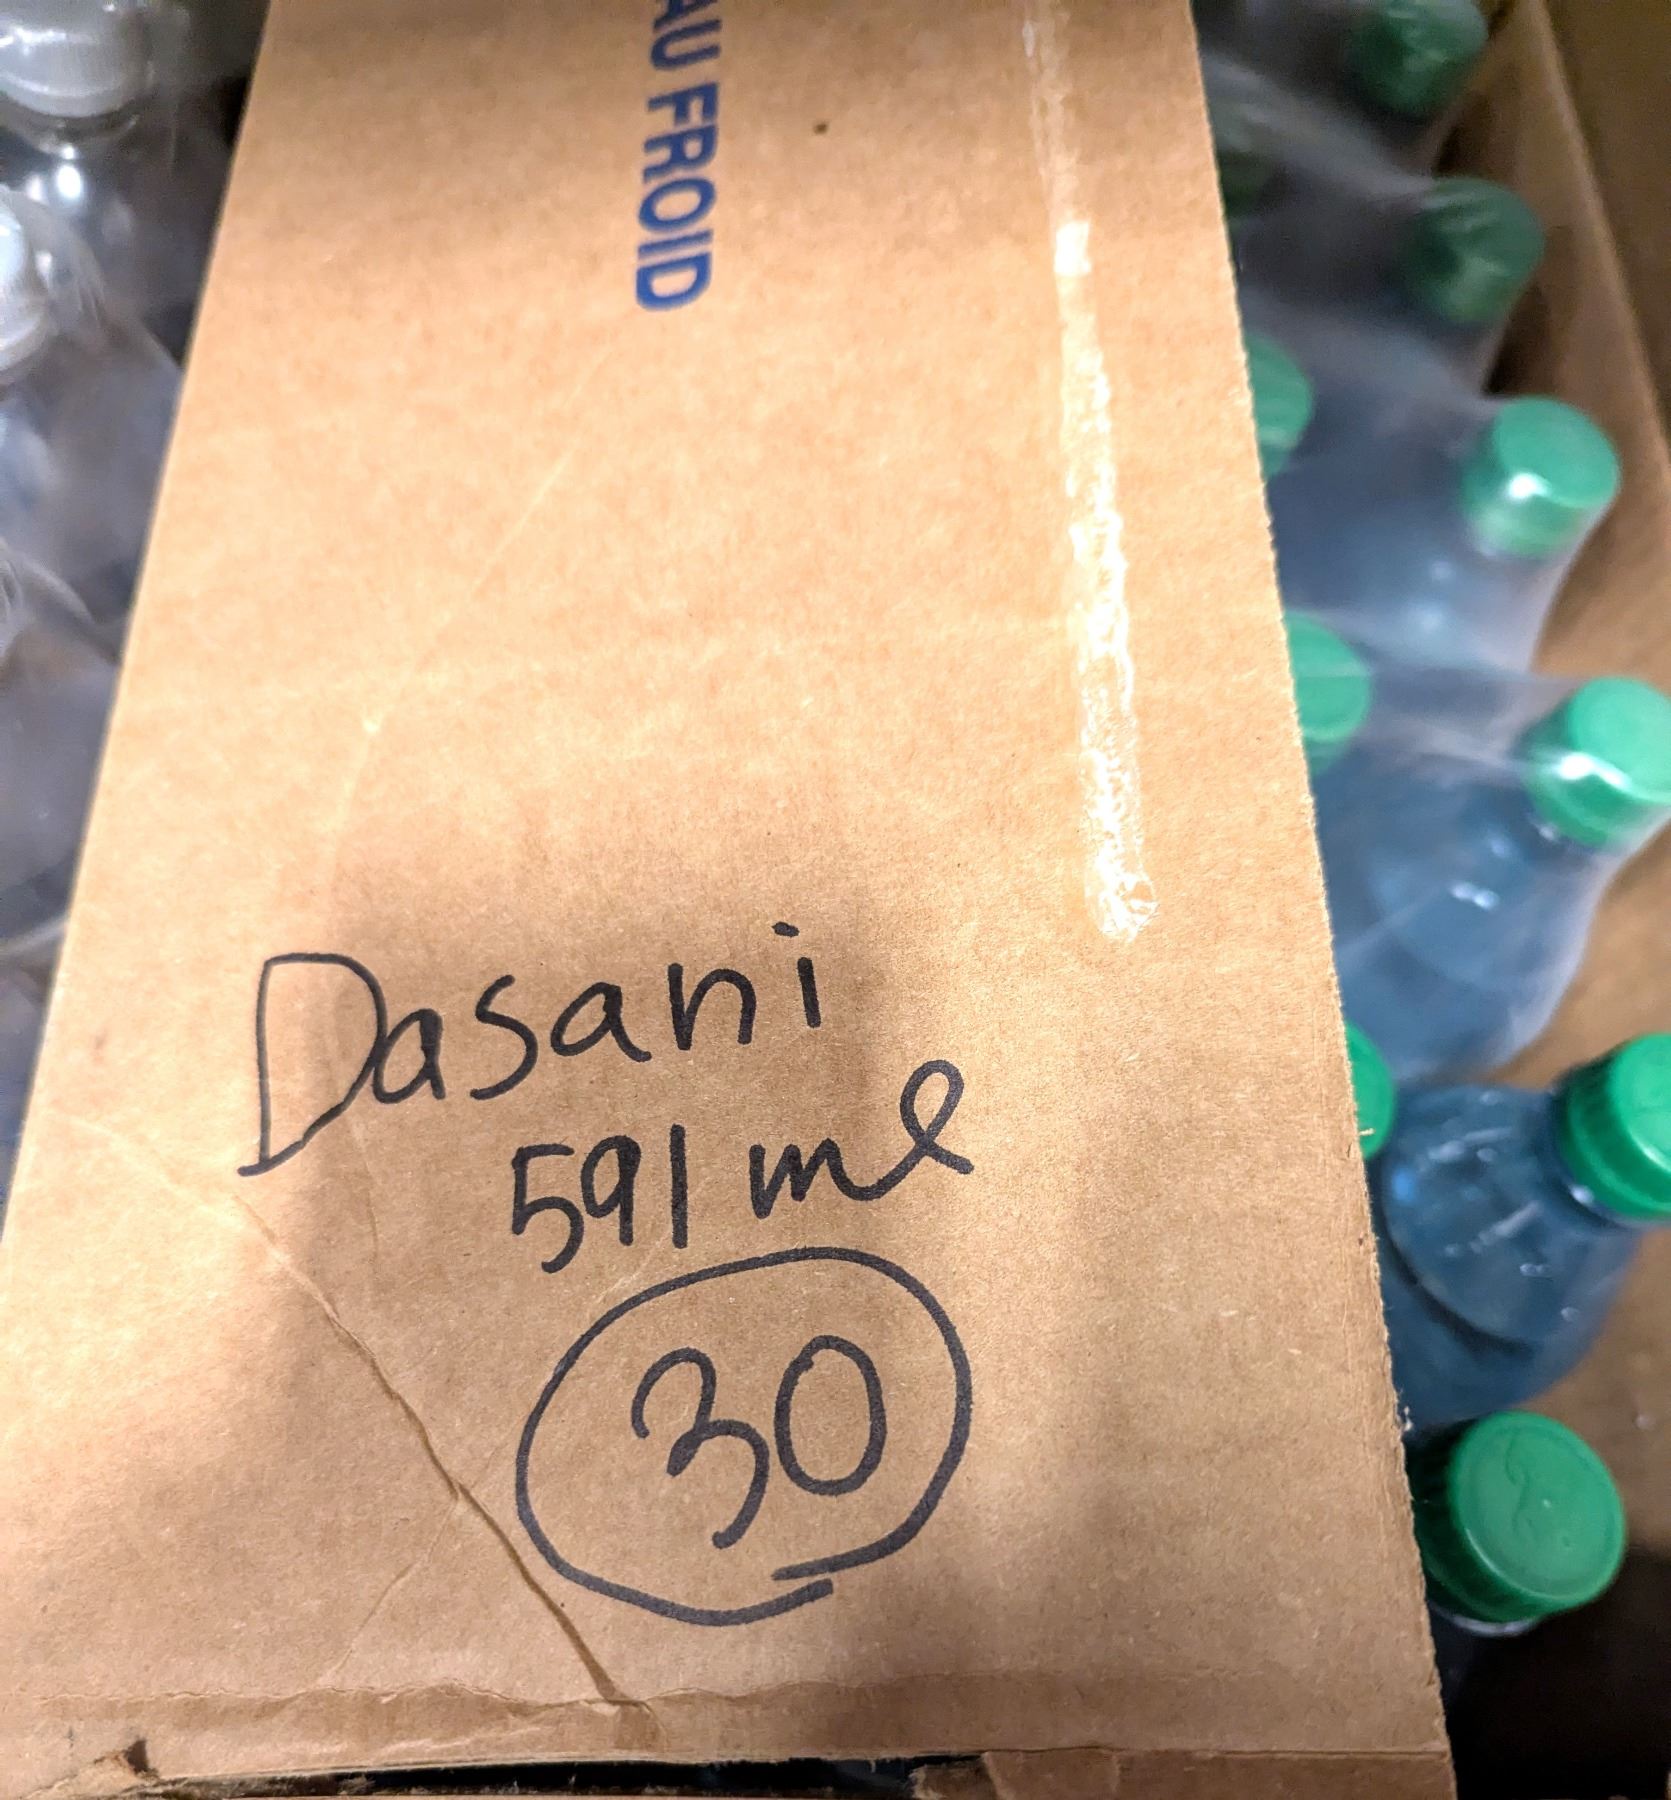 AU FROID
Dasani
591 ml
30